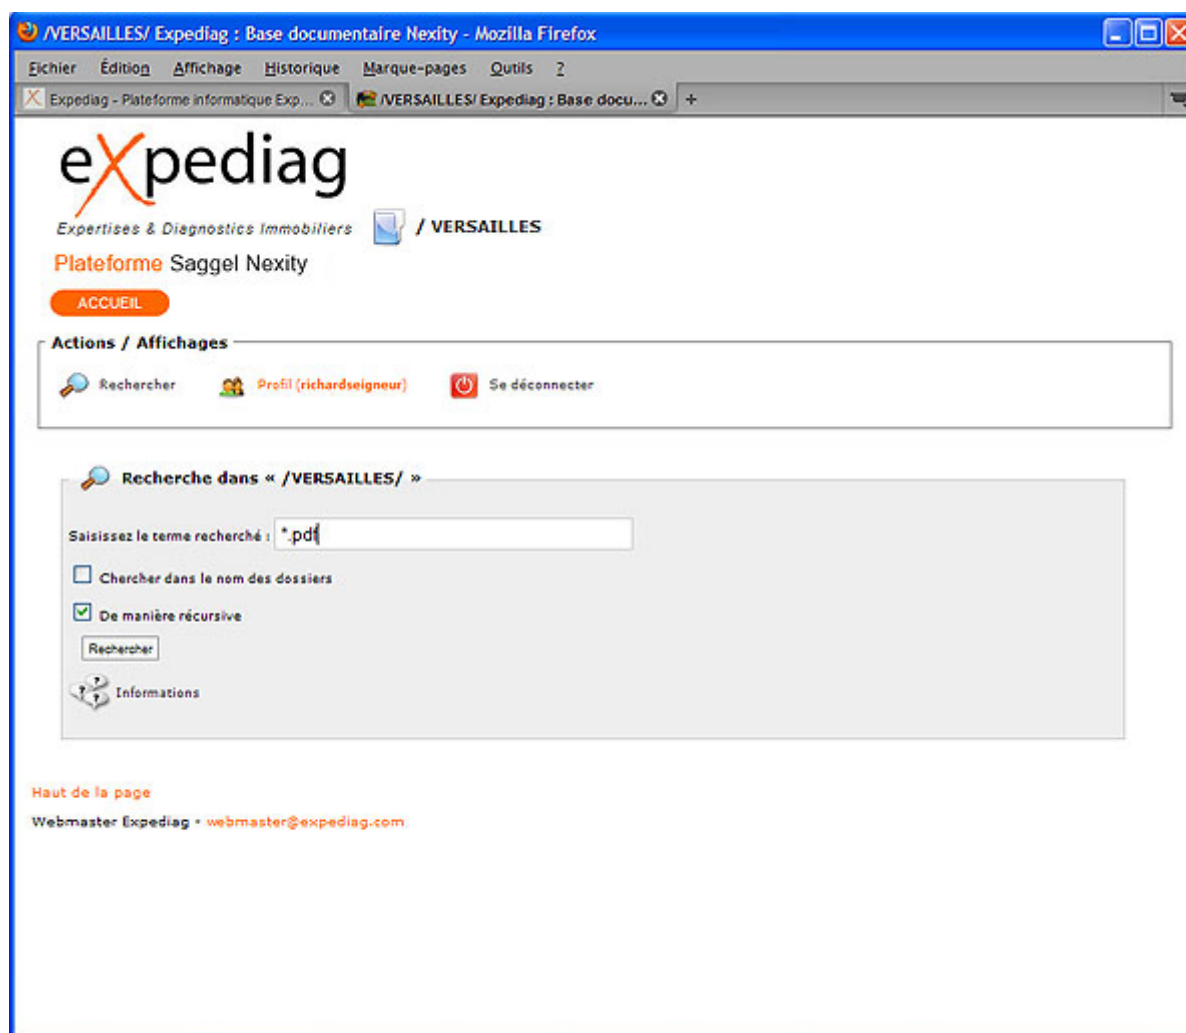 /VERSAILLES/ Expediag : Base documentaire Nexity - Mozilla Firefox
Fichier Édition Affichage Historique Marque-pages Outils ?
Expediag - Plateforme informatique Exp... /VERSAILLES/ Expediag : Base docu... +
eXpediag
Expertises & Diagnostics Immobiliers / VERSAILLES
Plateforme Saggel Nexity
ACCUEIL
Actions / Affichages
Rechercher Profil (richardseigneur) Se déconnecter
Recherche dans « /VERSAILLES/ »
Saisissez le terme recherché : *.pdf
Chercher dans le nom des dossiers
De manière récursive
Rechercher
Informations
Haut de la page
Webmaster Expediag • webmaster@expediag.com